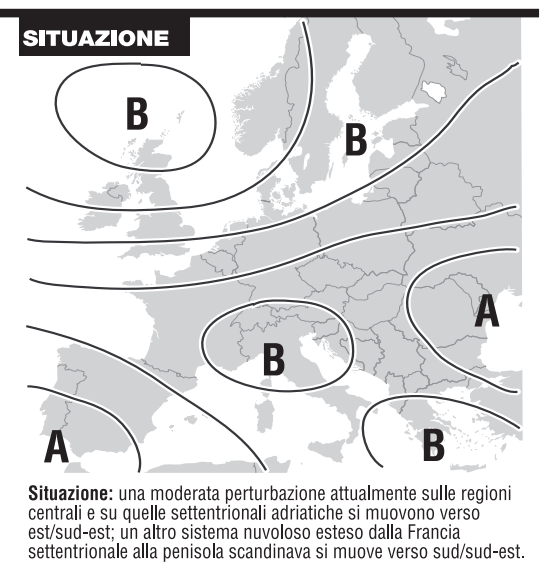 SITUAZIONE
B
B
A
B
A
B
Situazione: una moderata perturbazione attualmente sulle regioni
centrali e su quelle settentrionali adriatiche si muovono verso
est/sud-est; un altro sistema nuvoloso esteso dalla Francia
settentrionale alla penisola scandinava si muove verso sud/sud-est.